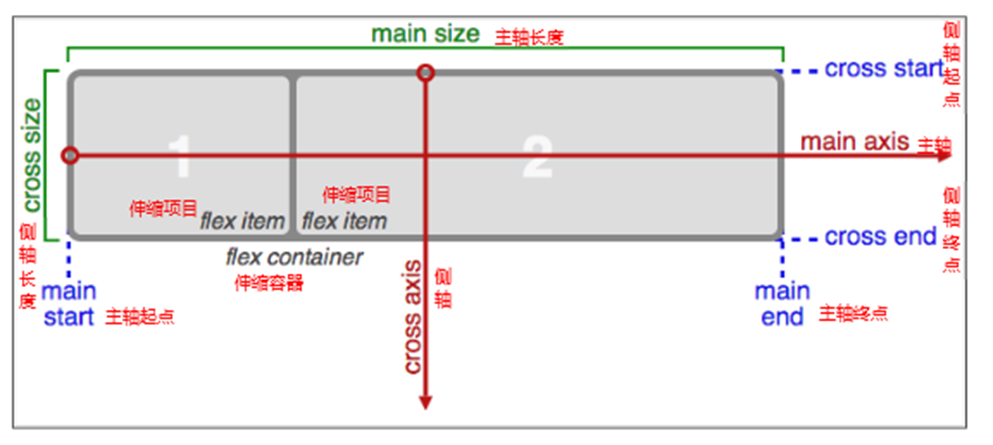 main size 主轴长度
cross start
侧轴起点
cross size
侧轴长度
1
2
main axis 主轴
伸缩项目
伸缩项目
flex item
flex item
cross end
侧轴终点
flex container
伸缩容器
cross axis
侧轴
main
start
主轴起点
main
end
主轴终点